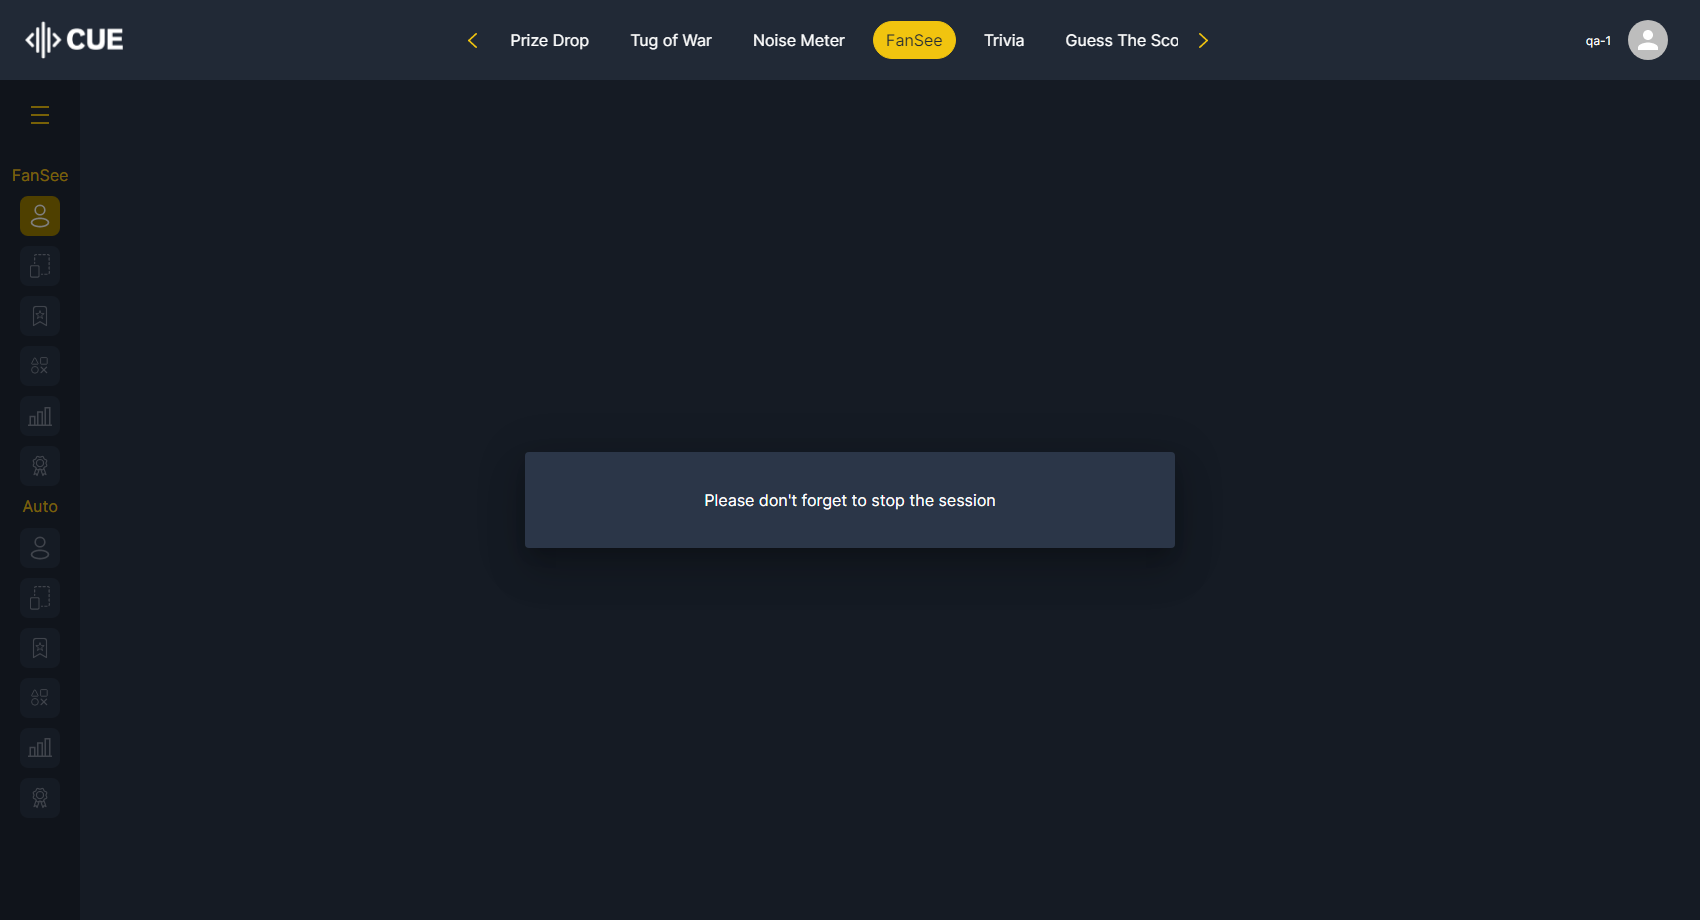 CUE
Prize Drop
Tug of War
Noise Meter
FanSee
Trivia
Guess The Sco
qa-1
FanSee
Auto
Please don't forget to stop the session